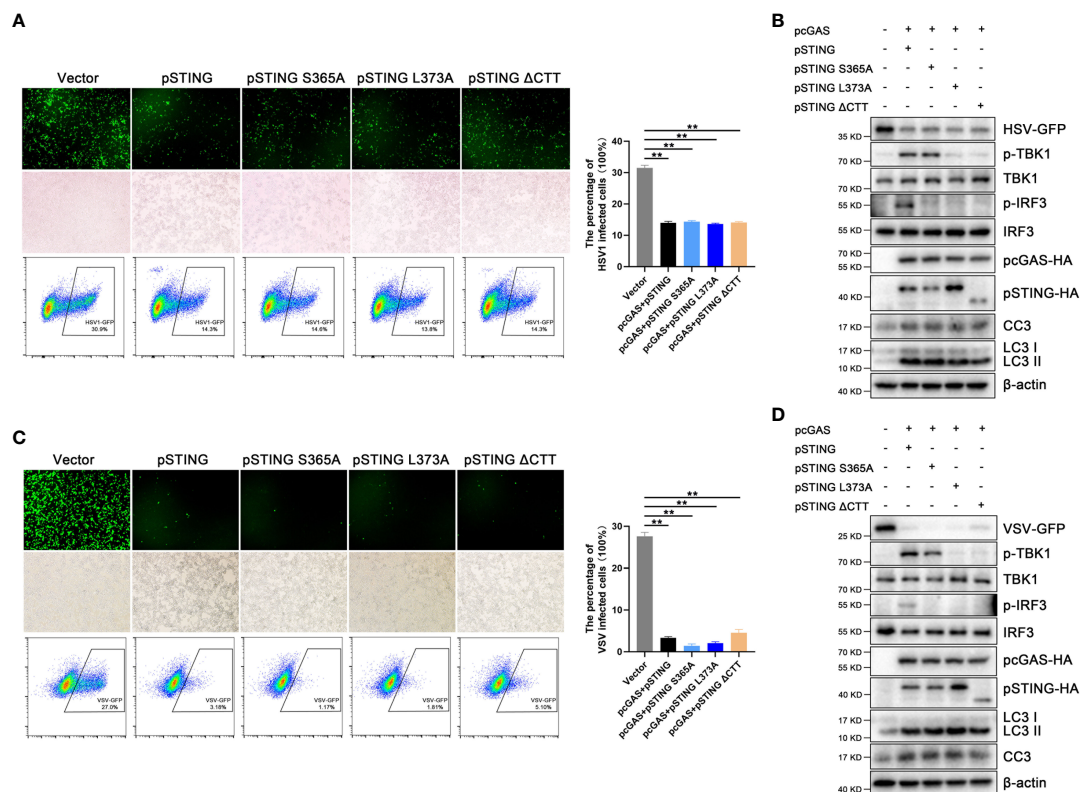 A
Vector pSTING pSTING S365A pSTING L373A pSTING ΔCTT
HSV1-GFP
30.9%
HSV1-GFP
14.3%
HSV1-GFP
14.6%
HSV1-GFP
13.8%
HSV1-GFP
14.3%
The percentage of
HSV1 infected cells (100%)
40
30
20
10
0
** 
**
**
**
Vector
pcGAS+pSTING
pcGAS+pSTING S365A
pcGAS+pSTING L373A
pcGAS+pSTING ΔCTT
B
pcGAS - + + + +
pSTING - +
pSTING S365A - +
pSTING L373A - +
pSTING ΔCTT - +
35 KD HSV-GFP
70 KD p-TBK1
70 KD TBK1
55 KD p-IRF3
55 KD IRF3
70 KD
55 KD pcGAS-HA
40 KD pSTING-HA
17 KD CC3
17 KD LC3 I
10 KD LC3 II
40 KD β-actin
C
Vector pSTING pSTING S365A pSTING L373A pSTING ΔCTT
VSV-GFP
27.0%
VSV-GFP
3.18%
VSV-GFP
1.17%
VSV-GFP
1.81%
VSV-GFP
5.10%
The percentage of
VSV infected cells (100%)
30
20
10
0
**
**
**
**
Vector
pcGAS+pSTING
pcGAS+pSTING S365A
pcGAS+pSTING L373A
pcGAS+pSTING ΔCTT
D
pcGAS - + + + +
pSTING - +
pSTING S365A - +
pSTING L373A - +
pSTING ΔCTT - +
25 KD VSV-GFP
70 KD p-TBK1
70 KD TBK1
55 KD p-IRF3
55 KD IRF3
70 KD
55 KD pcGAS-HA
40 KD pSTING-HA
17 KD LC3 I
10 KD LC3 II
17 KD CC3
40 KD β-actin